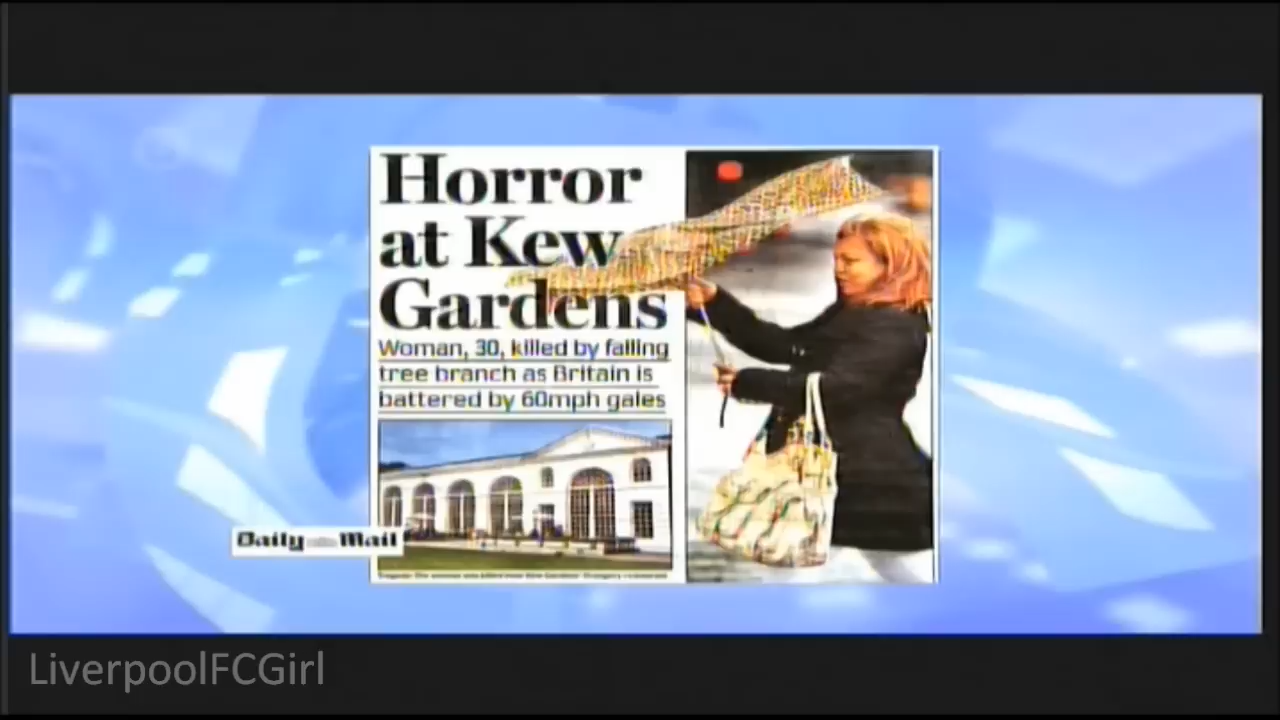 Horror
at Kew
Gardens
Woman, 30, killed by falling
tree branch as Britain is
battered by 60mph gales
Daily Mail
LiverpoolFCGirl